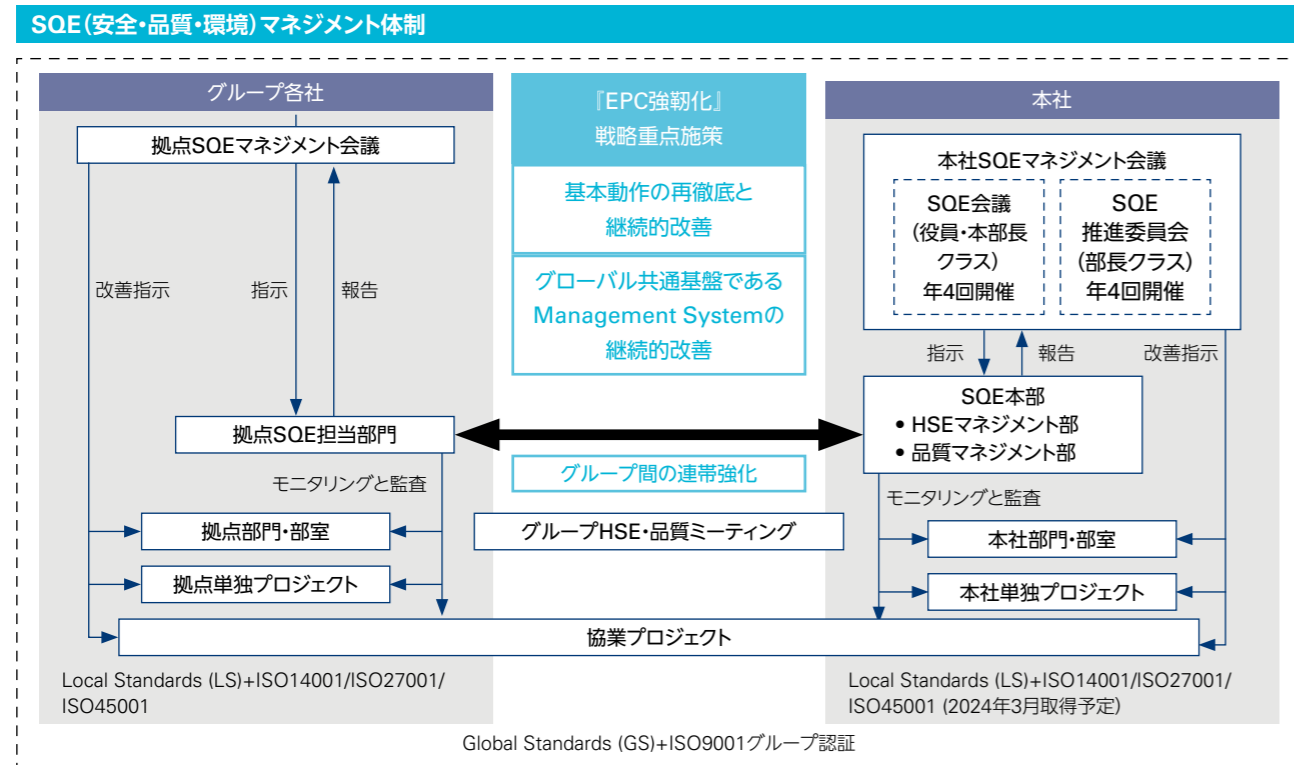 SQE(安全・品質・環境)マネジメント体制
グループ各社
拠点SQEマネジメント会議
改善指示
指示
報告
拠点SQE担当部門
モニタリングと監査
拠点部門・部室
拠点単独プロジェクト
『EPC強靭化』
戦略重点施策
基本動作の再徹底と
継続的改善
グローバル共通基盤である
Management Systemの
継続的改善
グループ間の連帯強化
グループHSE・品質ミーティング
本社
本社SQEマネジメント会議
SQE会議
(役員・本部長
クラス)
年4回開催
SQE
推進委員会
(部長クラス)
年4回開催
指示
報告
改善指示
SQE本部
• HSEマネジメント部
• 品質マネジメント部
モニタリングと監査
本社部門・部室
本社単独プロジェクト
協業プロジェクト
Local Standards (LS)+ISO14001/ISO27001/
ISO45001
Local Standards (LS)+ISO14001/ISO27001/
ISO45001 (2024年3月取得予定)
Global Standards (GS)+ISO9001グループ認証